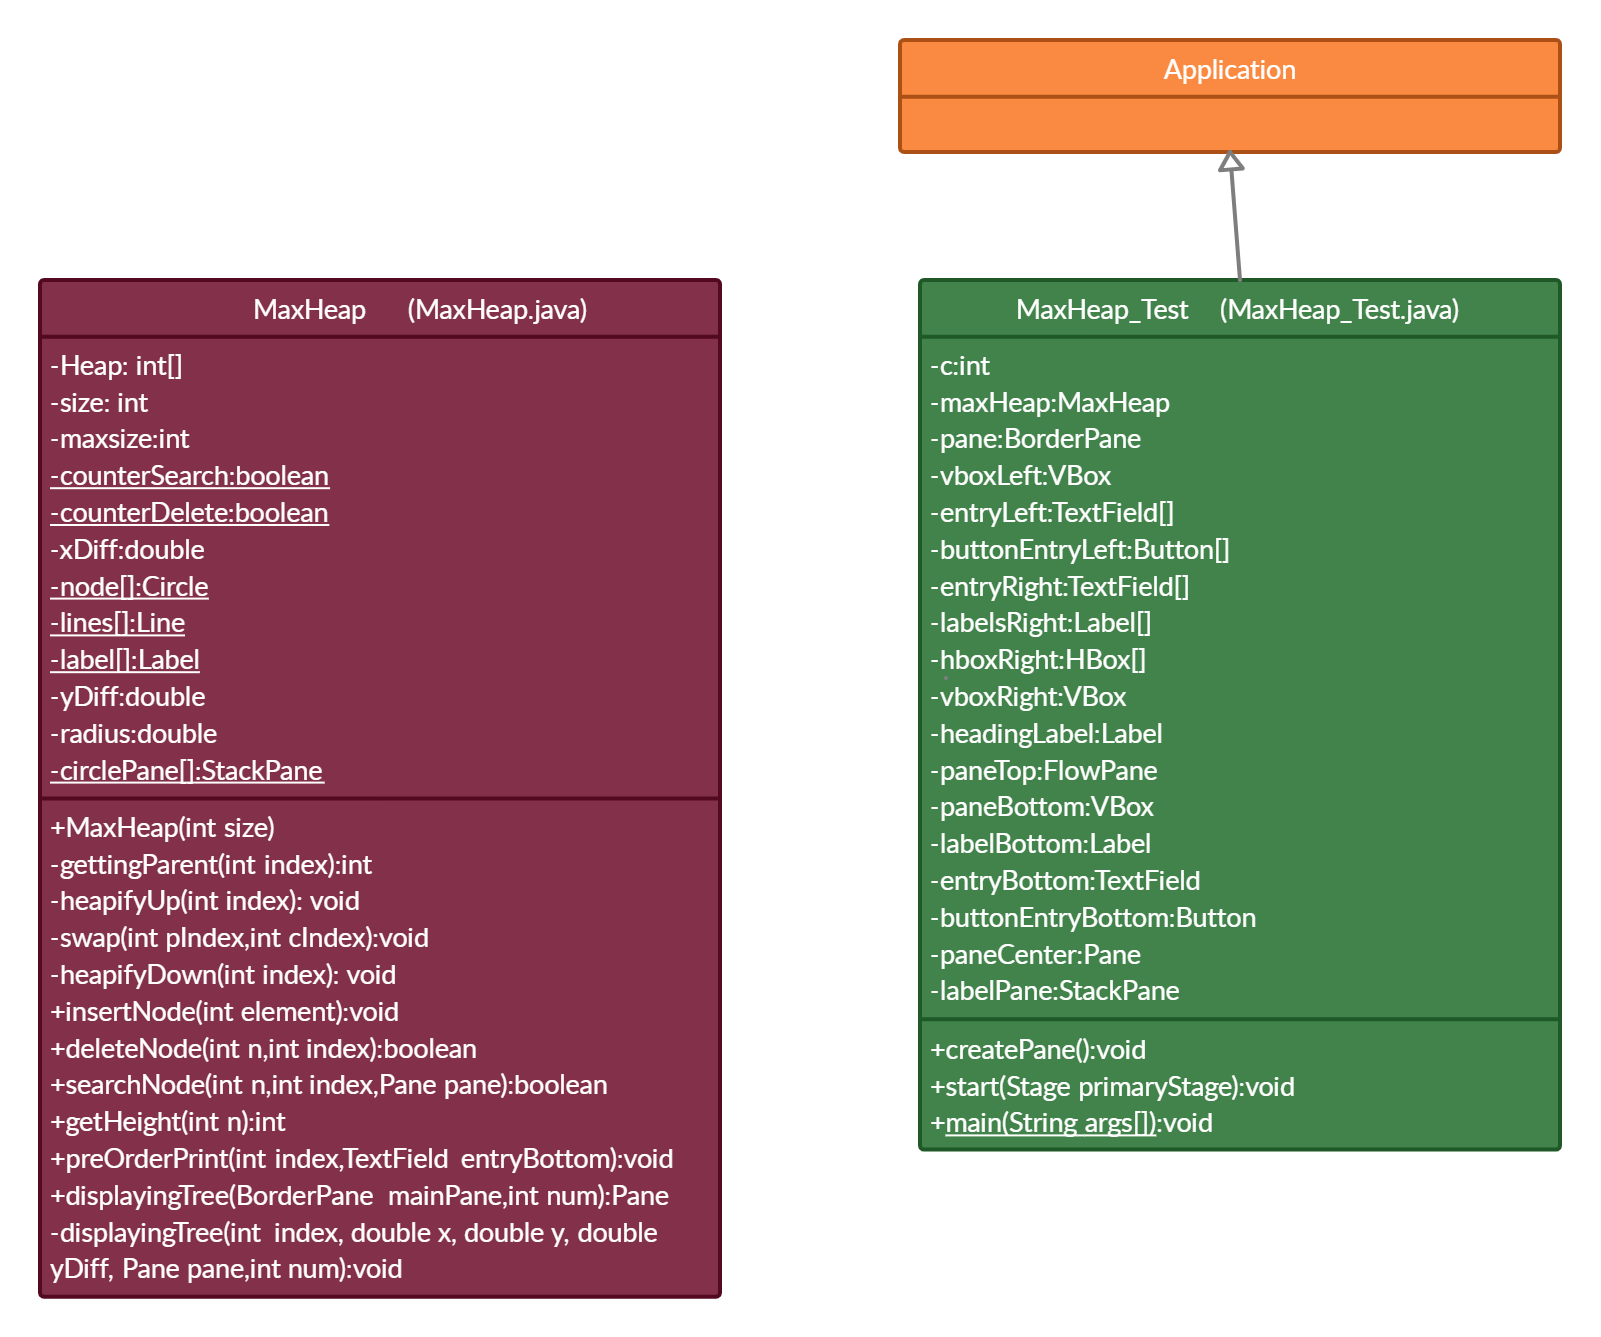 Application
MaxHeap (MaxHeap.java)
-Heap: int[]
-size: int
-maxsize:int
-counterSearch:boolean
-counterDelete:boolean
-xDiff:double
-node[]:Circle
-lines[]:Line
-label[]:Label
-yDiff:double
-radius:double
-circlePane[]:StackPane
+MaxHeap(int size)
-gettingParent(int index):int
-heapifyUp(int index): void
-swap(int pIndex,int cIndex):void
-heapifyDown(int index): void
+insertNode(int element):void
+deleteNode(int n,int index):boolean
+searchNode(int n,int index,Pane pane):boolean
+getHeight(int n):int
+preOrderPrint(int index,TextField entryBottom):void
+displayingTree(BorderPane mainPane,int num):Pane
-displayingTree(int index, double x, double y, double
yDiff, Pane pane,int num):void
MaxHeap_Test (MaxHeap_Test.java)
-c:int
-maxHeap:MaxHeap
-pane:BorderPane
-vboxLeft:VBox
-entryLeft:TextField[]
-buttonEntryLeft:Button[]
-entryRight:TextField[]
-labelsRight:Label[]
-hboxRight:HBox[]
-vboxRight:VBox
-headingLabel:Label
-paneTop:FlowPane
-paneBottom:VBox
-labelBottom:Label
-entryBottom:TextField
-buttonEntryBottom:Button
-paneCenter:Pane
-labelPane:StackPane
+createPane():void
+start(Stage primaryStage):void
+main(String args[]):void